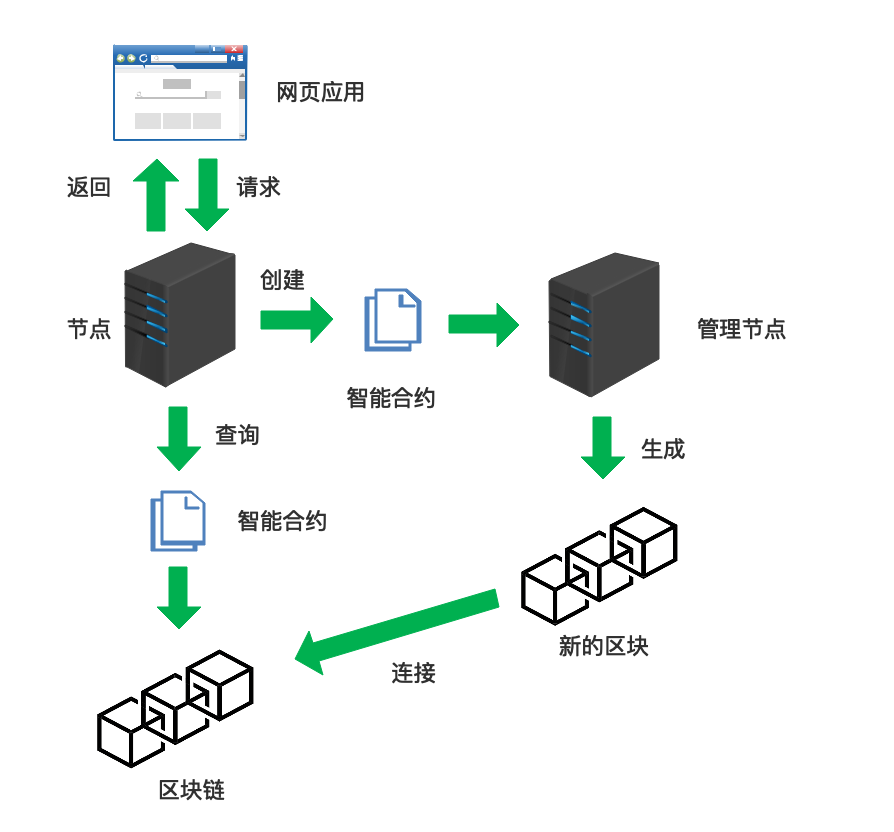 网页应用
返回
请求
创建
节点
管理节点
智能合约
查询
生成
智能合约
新的区块
连接
区块链